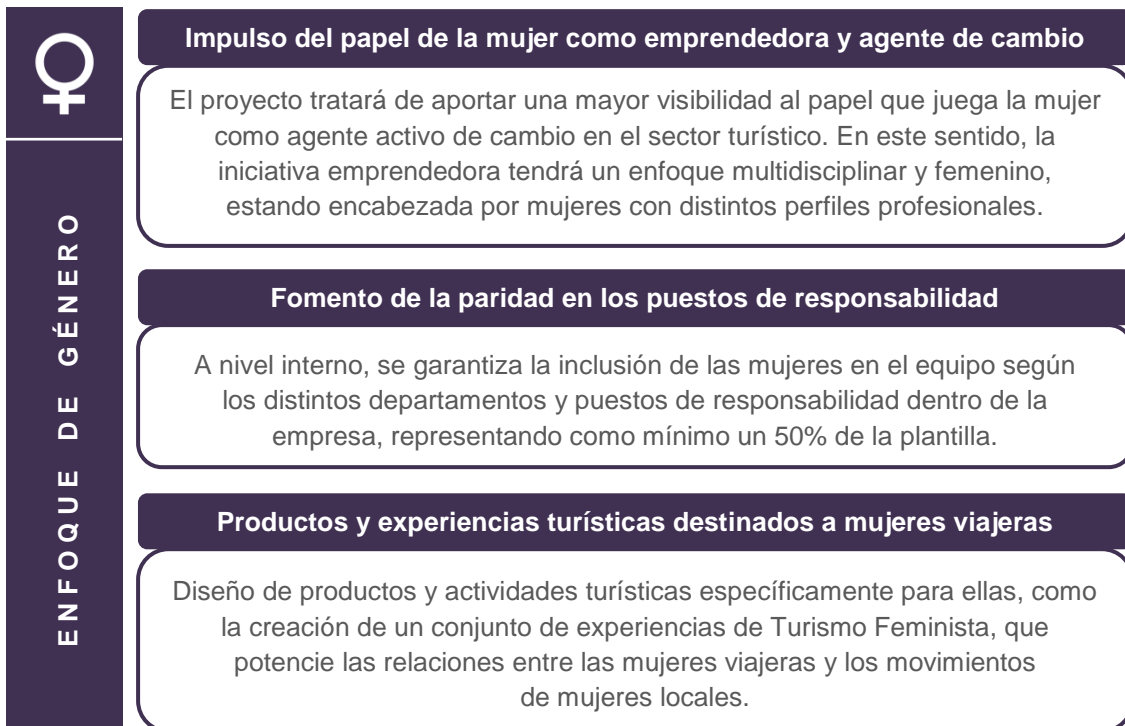 ENFOQUE DE GÉNERO
Impulso del papel de la mujer como emprendedora y agente de cambio
El proyecto tratará de aportar una mayor visibilidad al papel que juega la mujer
como agente activo de cambio en el sector turístico. En este sentido, la
iniciativa emprendedora tendrá un enfoque multidisciplinar y femenino,
estando encabezada por mujeres con distintos perfiles profesionales.
Fomento de la paridad en los puestos de responsabilidad
A nivel interno, se garantiza la inclusión de las mujeres en el equipo según
los distintos departamentos y puestos de responsabilidad dentro de la
empresa, representando como mínimo un 50% de la plantilla.
Productos y experiencias turísticas destinados a mujeres viajeras
Diseño de productos y actividades turísticas específicamente para ellas, como
la creación de un conjunto de experiencias de Turismo Feminista, que
potencie las relaciones entre las mujeres viajeras y los movimientos
de mujeres locales.